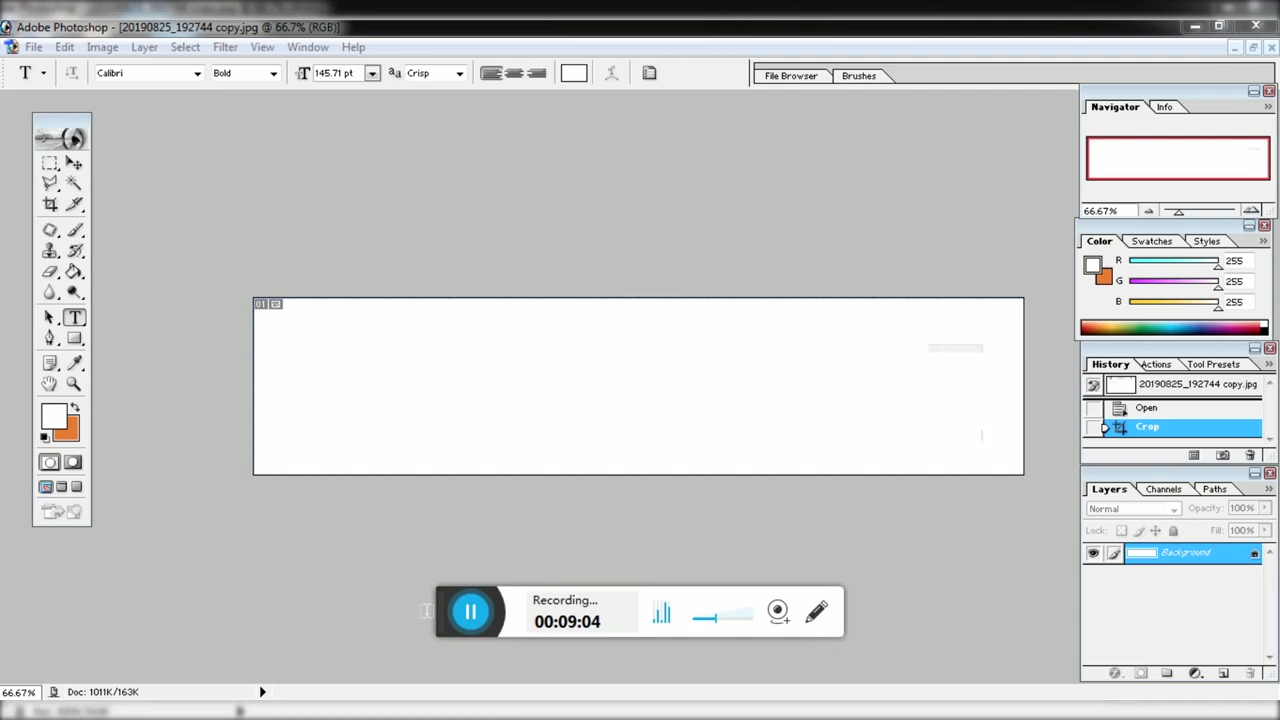 Adobe Photoshop - [20190825_192744 copy.jpg @ 66.7% (RGB)]
File Edit Image Layer Select Filter View Window Help
T Calibri Bold T 145.71 pt aa Crisp File Browser Brushes
Navigator Info
66.67%
Color Swatches Styles
R 255
G 255
B 255
01
History Actions Tool Presets
20190825_192744 copy.jpg
Open
Crop
Layers Channels Paths
Normal Opacity: 100%
Lock: Fill: 100%
Background
Recording...
00:09:04
66.67% Doc: 1011K/163K